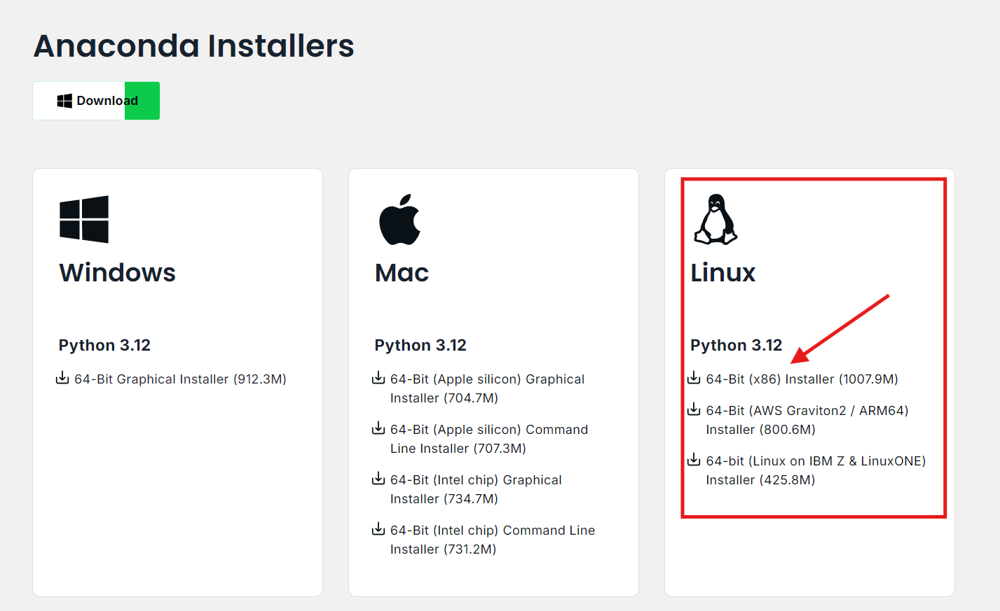 Anaconda Installers
Download
Windows
Python 3.12
64-Bit Graphical Installer (912.3M)
Mac
Python 3.12
64-Bit (Apple silicon) Graphical
Installer (704.7M)
64-Bit (Apple silicon) Command
Line Installer (707.3M)
64-Bit (Intel chip) Graphical
Installer (734.7M)
64-Bit (Intel chip) Command Line
Installer (731.2M)
Linux
Python 3.12
64-Bit (x86) Installer (1007.9M)
64-Bit (AWS Graviton2 / ARM64)
Installer (800.6M)
64-bit (Linux on IBM Z & LinuxONE)
Installer (425.8M)